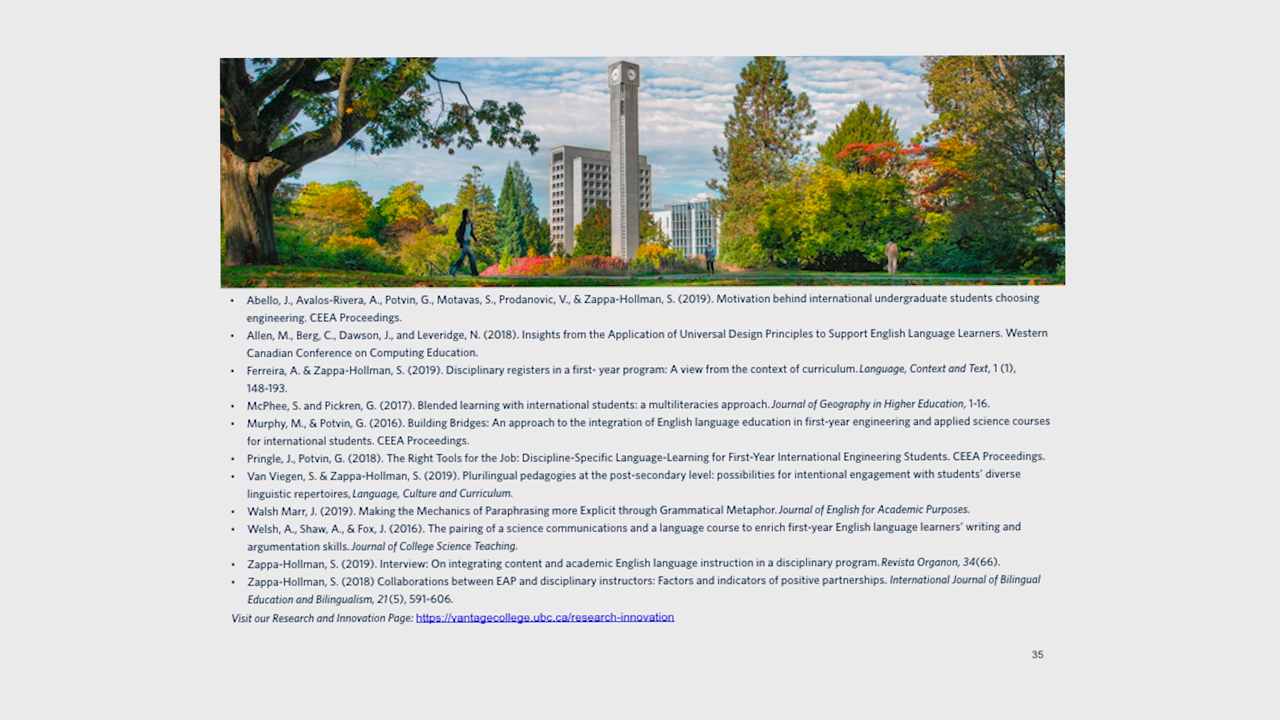 • Abello, J., Avalos-Rivera, A., Potvin, G., Motavas, S., Prodanovic, V., & Zappa-Hollman, S. (2019). Motivation behind international undergraduate students choosing
engineering. CEEA Proceedings.
• Allen, M., Berg, C., Dawson, J., and Leveridge, N. (2018). Insights from the Application of Universal Design Principles to Support English Language Learners. Western
Canadian Conference on Computing Education.
• Ferreira, A. & Zappa-Hollman, S. (2019). Disciplinary registers in a first- year program: A view from the context of curriculum. Language, Context and Text, 1 (1),
148-193.
• McPhee, S. and Pickren, G. (2017). Blended learning with international students: a multiliteracies approach. Journal of Geography in Higher Education, 1-16.
• Murphy, M., & Potvin, G. (2016). Building Bridges: An approach to the integration of English language education in first-year engineering and applied science courses
for international students. CEEA Proceedings.
• Pringle, J., Potvin, G. (2018). The Right Tools for the Job: Discipline-Specific Language-Learning for First-Year International Engineering Students. CEEA Proceedings.
• Van Viegen, S. & Zappa-Hollman, S. (2019). Plurilingual pedagogies at the post-secondary level: possibilities for intentional engagement with students' diverse
linguistic repertoires, Language, Culture and Curriculum.
• Walsh Marr, J. (2019). Making the Mechanics of Paraphrasing more Explicit through Grammatical Metaphor. Journal of English for Academic Purposes.
• Welsh, A., Shaw, A., & Fox, J. (2016). The pairing of a science communications and a language course to enrich first-year English language learners' writing and
argumentation skills. Journal of College Science Teaching.
• Zappa-Hollman, S. (2019). Interview: On integrating content and academic English language instruction in a disciplinary program. Revista Organon, 34(66).
• Zappa-Hollman, S. (2018) Collaborations between EAP and disciplinary instructors: Factors and indicators of positive partnerships. International Journal of Bilingual
Education and Bilingualism, 21(5), 591-606.
Visit our Research and Innovation Page: https://vantagecollege.ubc.ca/research-innovation
35